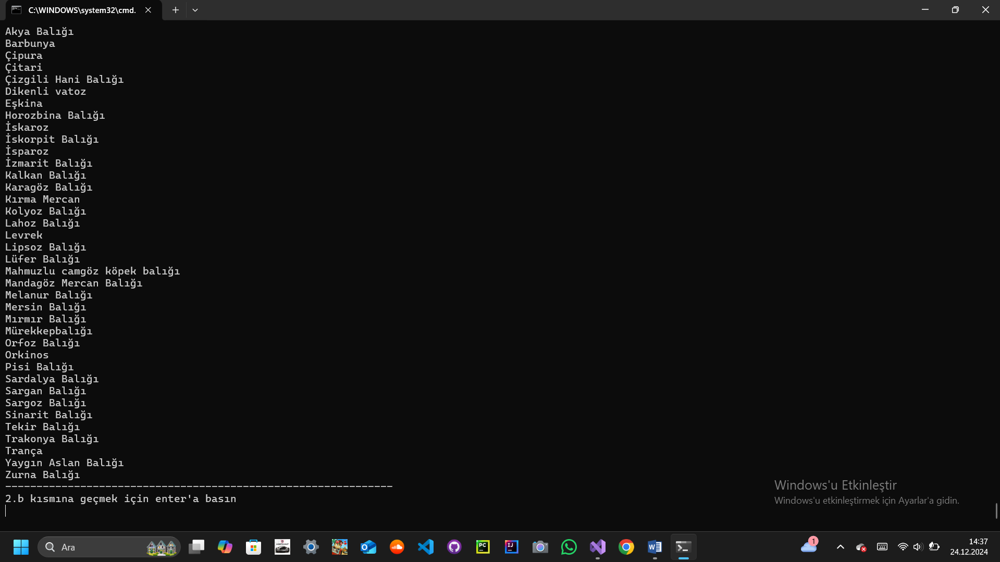 C:\WINDOWS\system32\cmd.
Akya Balığı
Barbunya
Çipura
Çitari
Çizgili Hani Balığı
Dikenli vatoz
Eşkina
Horozbina Balığı
İskaroz
İskorpit Balığı
İsparoz
İzmarit Balığı
Kalkan Balığı
Karagöz Balığı
Kırma Mercan
Kolyoz Balığı
Lahoz Balığı
Levrek
Lipsoz Balığı
Lüfer Balığı
Mahmuzlu camgöz köpek balığı
Mandagöz Mercan Balığı
Melanur Balığı
Mersin Balığı
Mırmır Balığı
Mürekkepbalığı
Orfoz Balığı
Orkinos
Pisi Balığı
Sardalya Balığı
Sargan Balığı
Sargoz Balığı
Sinarit Balığı
Tekir Balığı
Trakonya Balığı
Trança
Yaygın Aslan Balığı
Zurna Balığı
--------------------------------------------------------------
2.b kısmına geçmek için enter'a basın
Windows'u Etkinleştir
Windows'u etkinleştirmek için Ayarlar'a gidin.
Ara
PC
IJ
W
1
14:37
24.12.2024